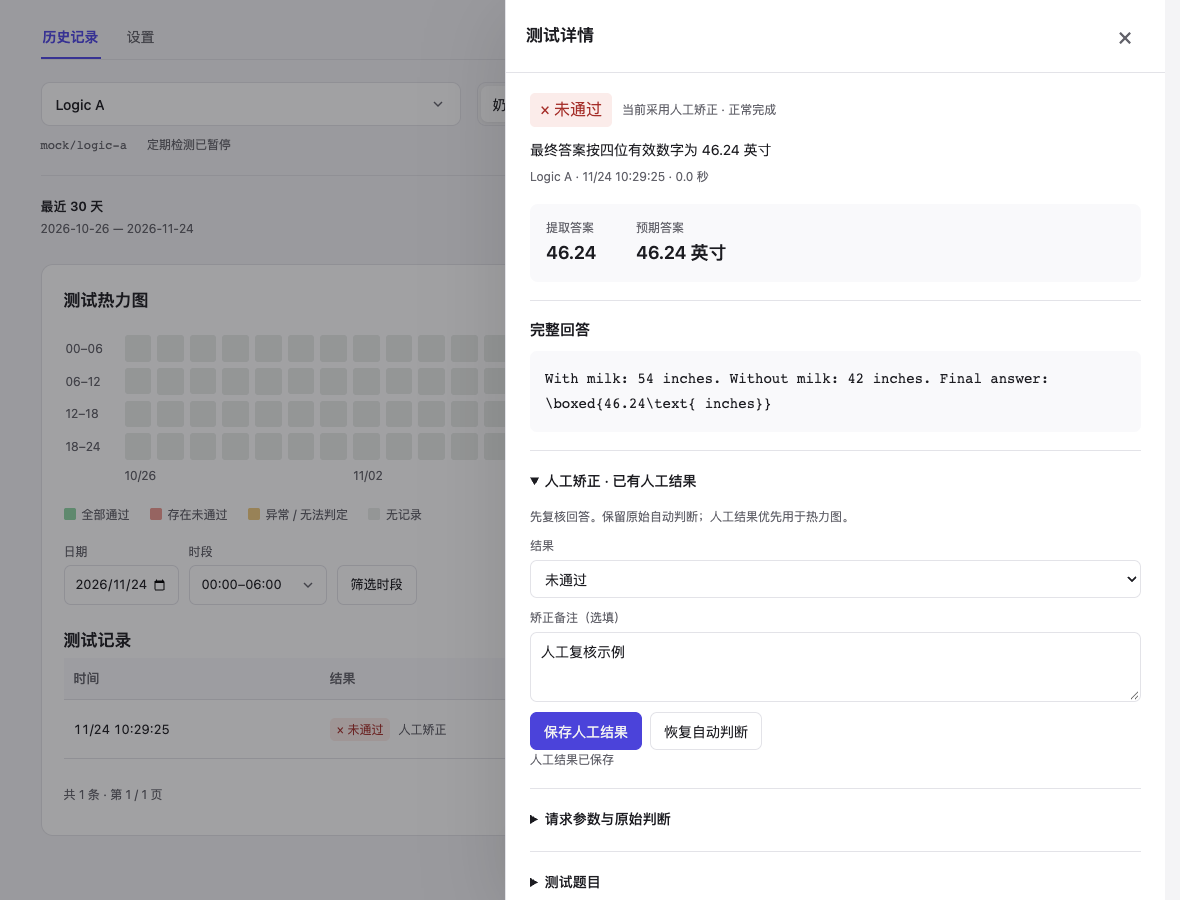 历史记录 设置
Logic A
奶
mock/logic-a 定期检测已暂停
最近 30 天
2026-10-26 — 2026-11-24
测试热力图
00–06
06–12
12–18
18–24
10/26 11/02
全部通过 存在未通过 异常 / 无法判定 无记录
日期 时段
2026/11/24 00:00–06:00 筛选时段
测试记录
时间 结果
11/24 10:29:25 × 未通过 人工矫正
共 1 条 · 第 1 / 1 页
测试详情 ×
× 未通过 当前采用人工矫正 · 正常完成
最终答案按四位有效数字为 46.24 英寸
Logic A · 11/24 10:29:25 · 0.0 秒
提取答案 预期答案
46.24 46.24 英寸
完整回答
With milk: 54 inches. Without milk: 42 inches. Final answer:
\boxed{46.24\text{ inches}}
▼ 人工矫正 · 已有人工结果
先复核回答。保留原始自动判断；人工结果优先用于热力图。
结果
未通过
矫正备注（选填）
人工复核示例
保存人工结果 恢复自动判断
人工结果已保存
▶ 请求参数与原始判断
▶ 测试题目